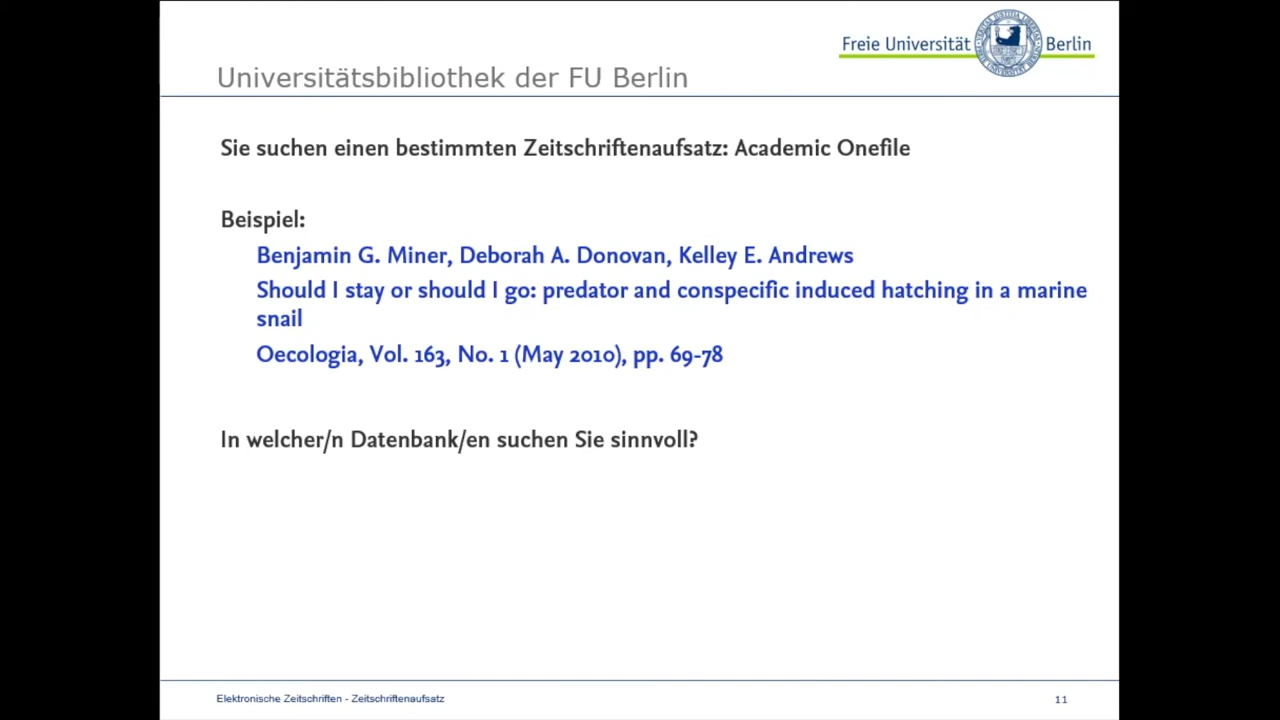 Freie Universität Berlin
Universitätsbibliothek der FU Berlin
Sie suchen einen bestimmten Zeitschriftenaufsatz: Academic Onefile
Beispiel:
Benjamin G. Miner, Deborah A. Donovan, Kelley E. Andrews
Should I stay or should I go: predator and conspecific induced hatching in a marine
snail
Oecologia, Vol. 163, No. 1 (May 2010), pp. 69-78
In welcher/n Datenbank/en suchen Sie sinnvoll?
Elektronische Zeitschriften - Zeitschriftenaufsatz
11